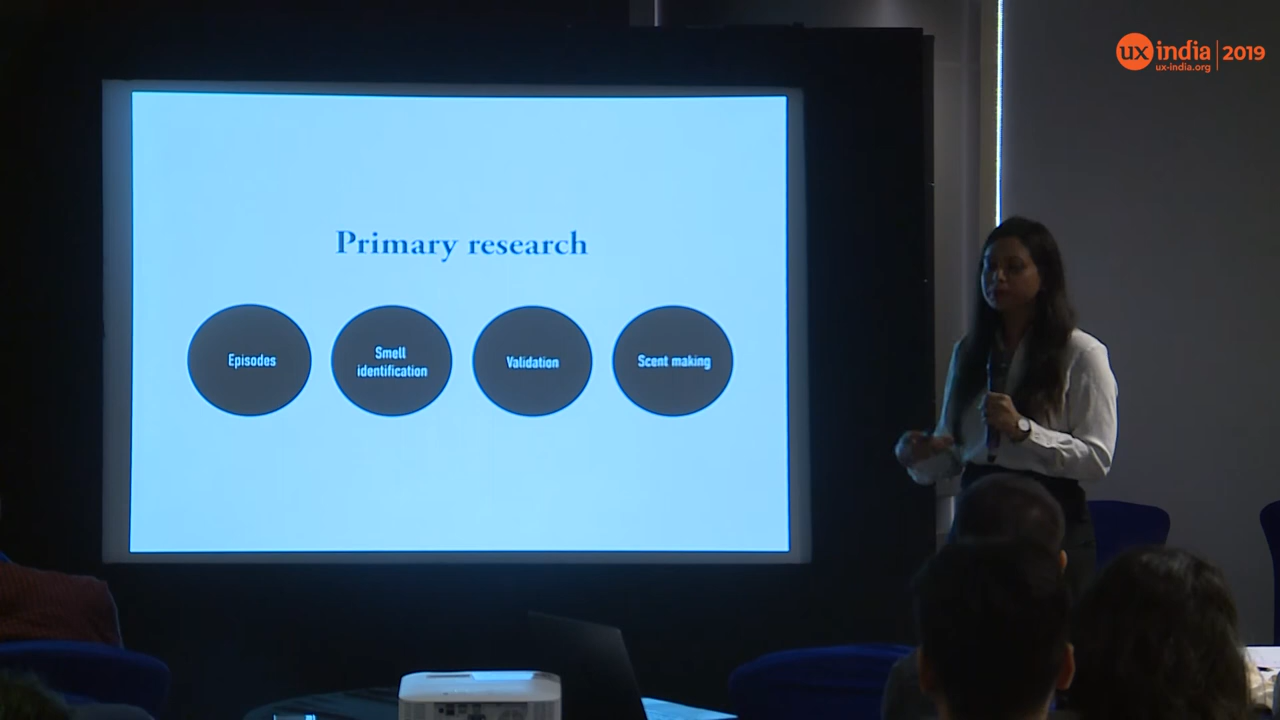 ux india 2019
ux-india.org
Primary research
Episodes
Smell
identification
Validation
Scent making